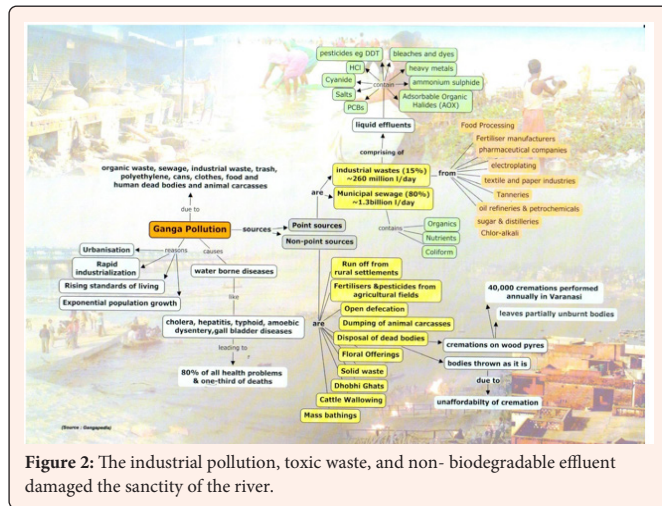 pesticides eg DDT
bleaches and dyes
HCl
heavy metals
Cyanide
contain
ammonium sulphide
Salts
Adsorbable Organic
Halides (AOX)
PCBs
liquid effluents
Food Processing
Fertiliser manufacturers
pharmaceutical companies
comprising of
electroplating
organic waste, sewage, industrial waste, trash,
polyethylene, cans, clothes, food and
human dead bodies and animal carcasses
industrial wastes (15%)
~260 million l/day
from
textile and paper industries
are
Municipal sewage (80%)
~1.3billion l/day
Tanneries
oil refineries & petrochemicals
due to
sugar & distilleries
Chlor-alkali
Ganga Pollution
sources
Point sources
Non-point sources
contains
Organics
Nutrients
Coliform
Urbanisation
reasons
causes
Rapid
industrialization
water borne diseases
Rising standards of living
Exponential population growth
like
Run off from
rural settlements
Fertilisers &pesticides from
agricultural fields
40,000 cremations performed
annually in Varanasi
Open defecation
leaves partially unburnt bodies
cholera, hepatitis, typhoid, amoebic
dysentery,gall bladder diseases
are
Dumping of animal carcasses
Disposal of dead bodies
cremations on wood pyres
leading to
Floral Offerings
bodies thrown as it is
80% of all health problems
& one-third of deaths
Solid waste
due to
Dhobhi Ghats
Cattle Wallowing
unaffordabilty of cremation
Mass bathings
(Source : Gangapedia)
Figure 2: The industrial pollution, toxic waste, and non- biodegradable effluent
damaged the sanctity of the river.